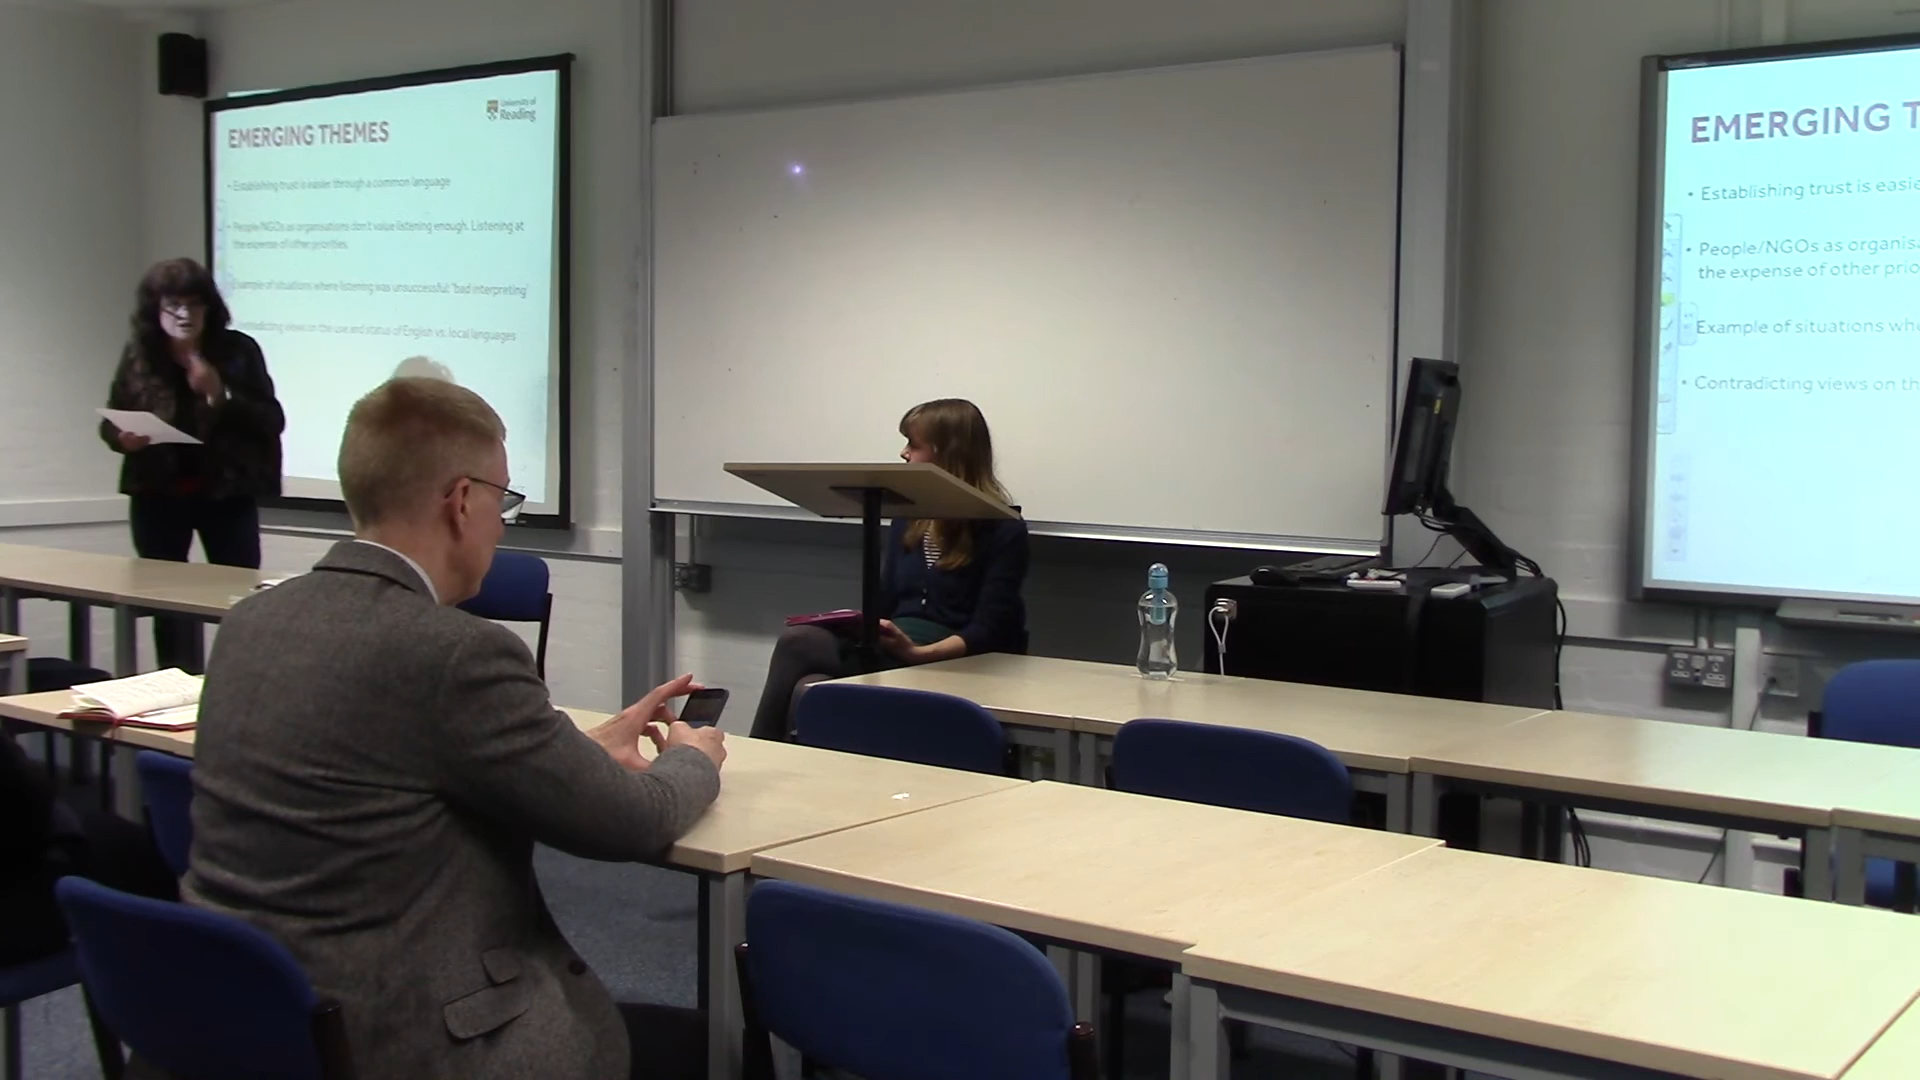 University of
Reading
EMERGING THEMES
• Establishing trust is easier through a common language
• People/NGOs as organisations don't value listening enough. Listening at
the expense of other priorities.
Example of situations where listening was unsuccessful: 'bad interpreting'
Contradicting views on the use and status of English vs. local languages
EMERGING T
• Establishing trust is easie
• People/NGOs as organisa
the expense of other prio
Example of situations whe
• Contradicting views on th